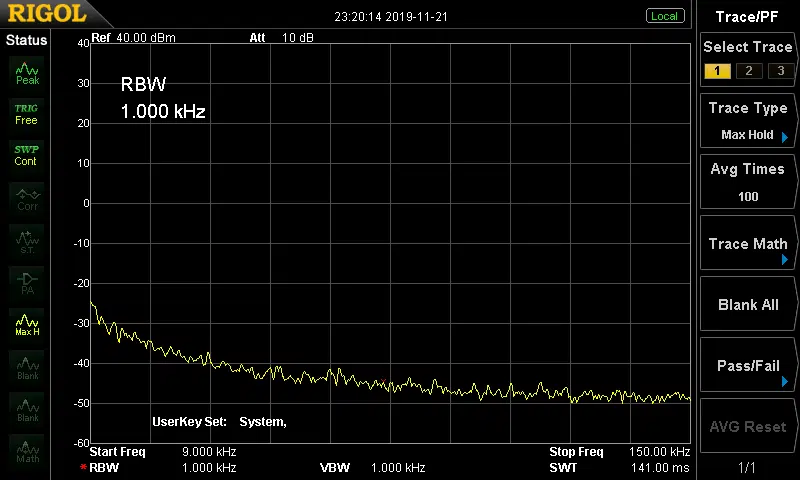 RIGOL
23:20:14 2019-11-21
Local
Status
Peak
TRIG
Free
SWP
Cont
Corr
S.T.
PA
Max H
Blank
Blank
Math
Ref 40.00 dBm
Att 10 dB
40
30
20
10
0
-10
-20
-30
-40
-50
-60
RBW
1.000 kHz
UserKey Set: System,
Start Freq 9.000 kHz
Stop Freq 150.00 kHz
*RBW 1.000 kHz
VBW 1.000 kHz
SWT 141.00 ms
Trace/PF
Select Trace
1 2 3
Trace Type
Max Hold
Avg Times
100
Trace Math
Blank All
Pass/Fail
AVG Reset
1/1